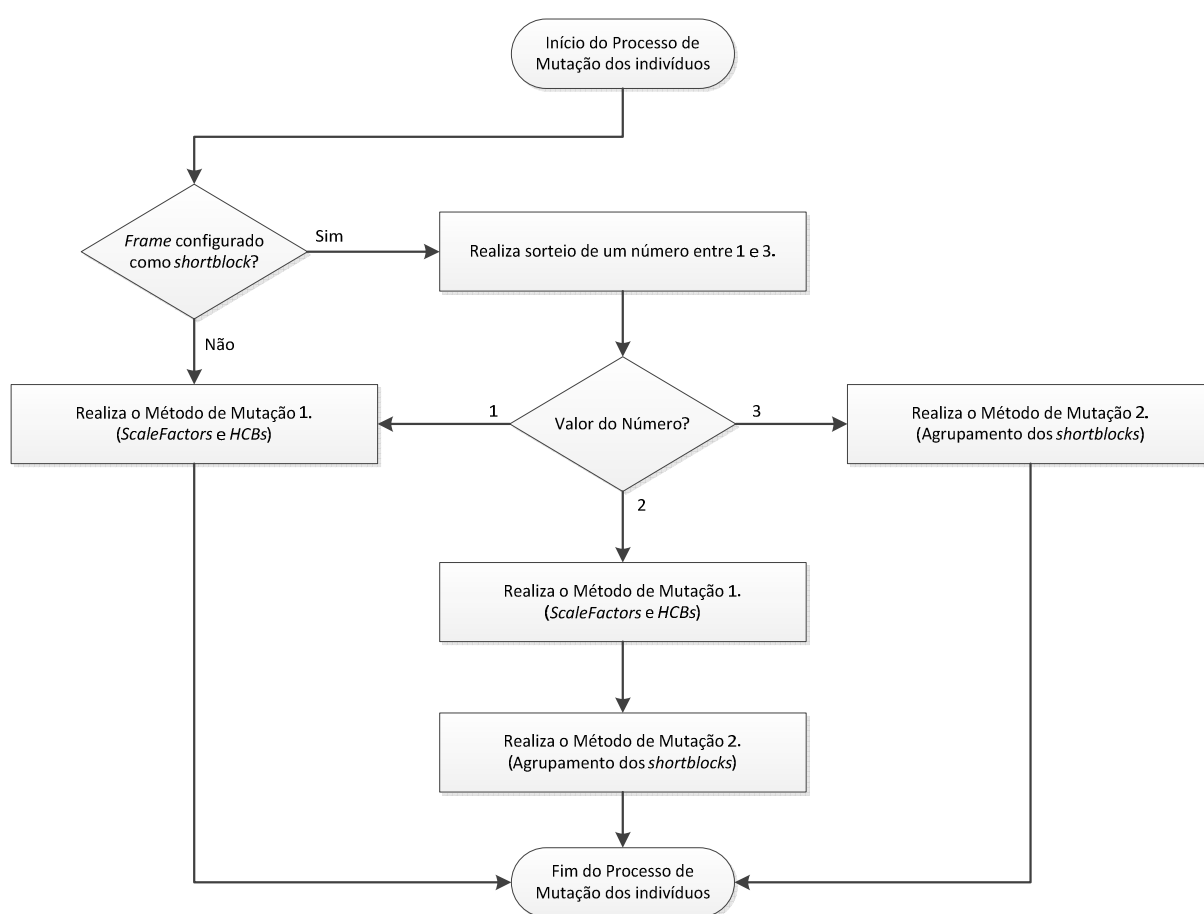 Início do Processo de
Mutação dos indivíduos
Frame configurado
como shortblock?
Sim
Realiza sorteio de um número entre 1 e 3.
Não
Realiza o Método de Mutação 1.
(ScaleFactors e HCBs)
1
Valor do Número?
3
Realiza o Método de Mutação 2.
(Agrupamento dos shortblocks)
2
Realiza o Método de Mutação 1.
(ScaleFactors e HCBs)
Realiza o Método de Mutação 2.
(Agrupamento dos shortblocks)
Fim do Processo de
Mutação dos indivíduos